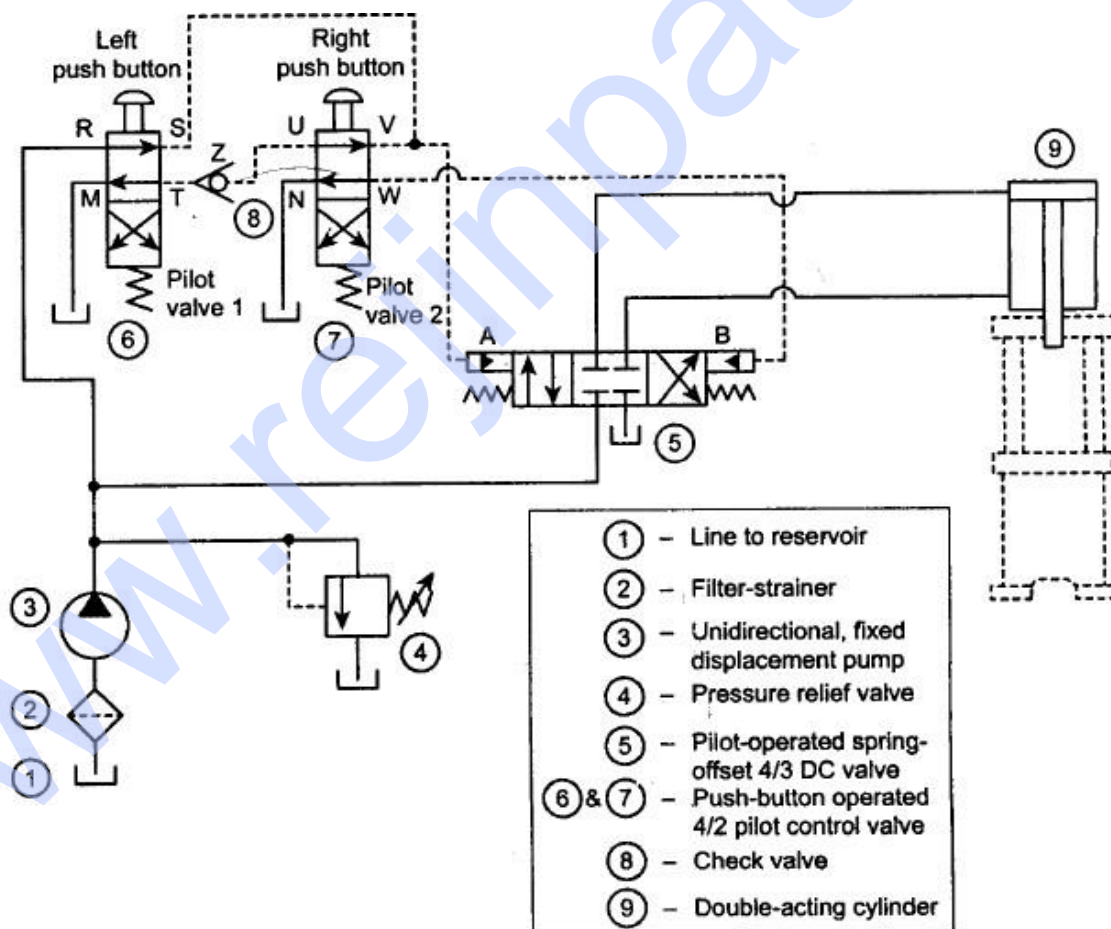 Left
push button
Right
push button
R
S
U
V
Z
M
T
N
W
8
9
Pilot
valve 1
Pilot
valve 2
6
7
A
B
5
3
4
2
1
1 – Line to reservoir
2 – Filter-strainer
3 – Unidirectional, fixed
displacement pump
4 – Pressure relief valve
5 – Pilot-operated spring-
offset 4/3 DC valve
6 & 7 – Push-button operated
4/2 pilot control valve
8 – Check valve
9 – Double-acting cylinder